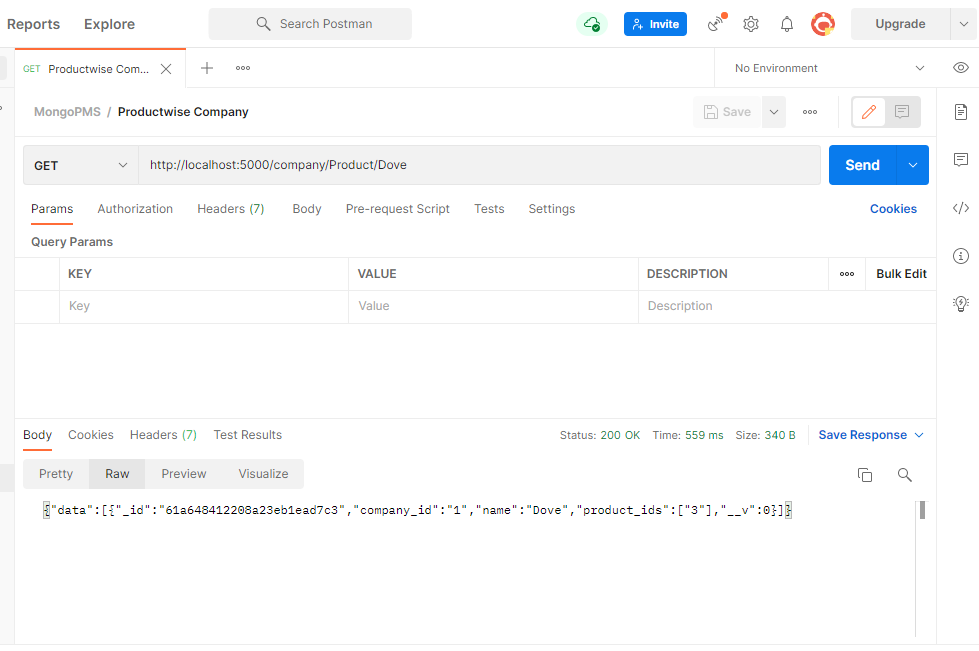 Reports Explore Search Postman Invite Upgrade
GET Productwise Com... No Environment
MongoPMS / Productwise Company Save
GET http://localhost:5000/company/Product/Dove Send
Params Authorization Headers (7) Body Pre-request Script Tests Settings Cookies
Query Params
KEY VALUE DESCRIPTION Bulk Edit
Key Value Description
Body Cookies Headers (7) Test Results Status: 200 OK Time: 559 ms Size: 340 B Save Response
Pretty Raw Preview Visualize
{"data":[{"_id":"61a648412208a23eb1ead7c3","company_id":"1","name":"Dove","product_ids":["3"],"__v":0}]}